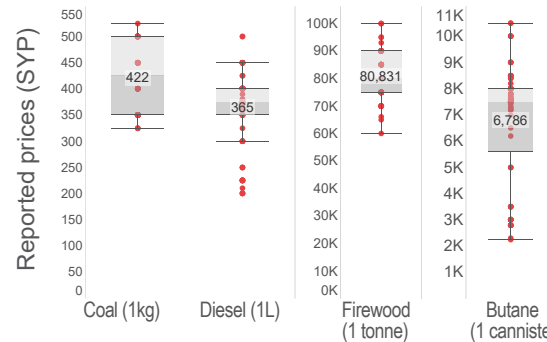 Reported prices (SYP)
550
500
450
400
350
300
250
200
150
100
50
0
422
365
Coal (1kg)
Diesel (1L)
100K
90K
80K
70K
60K
50K
40K
30K
20K
10K
0K
80,831
Firewood
(1 tonne)
11K
10K
9K
8K
7K
6K
5K
4K
3K
2K
1K
6,786
Butane
(1 canniste